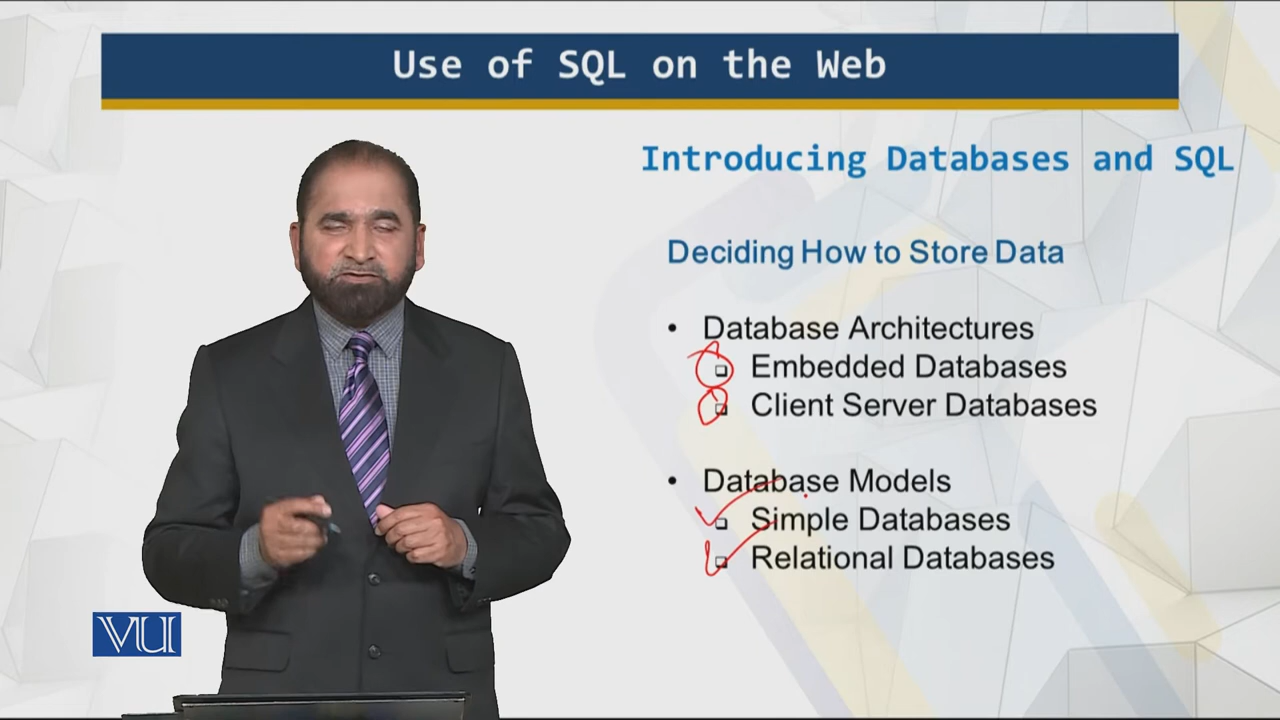 Use of SQL on the Web
Introducing Databases and SQL
Deciding How to Store Data
• Database Architectures
❑ Embedded Databases
❑ Client Server Databases
• Database Models
❑ Simple Databases
❑ Relational Databases
VU